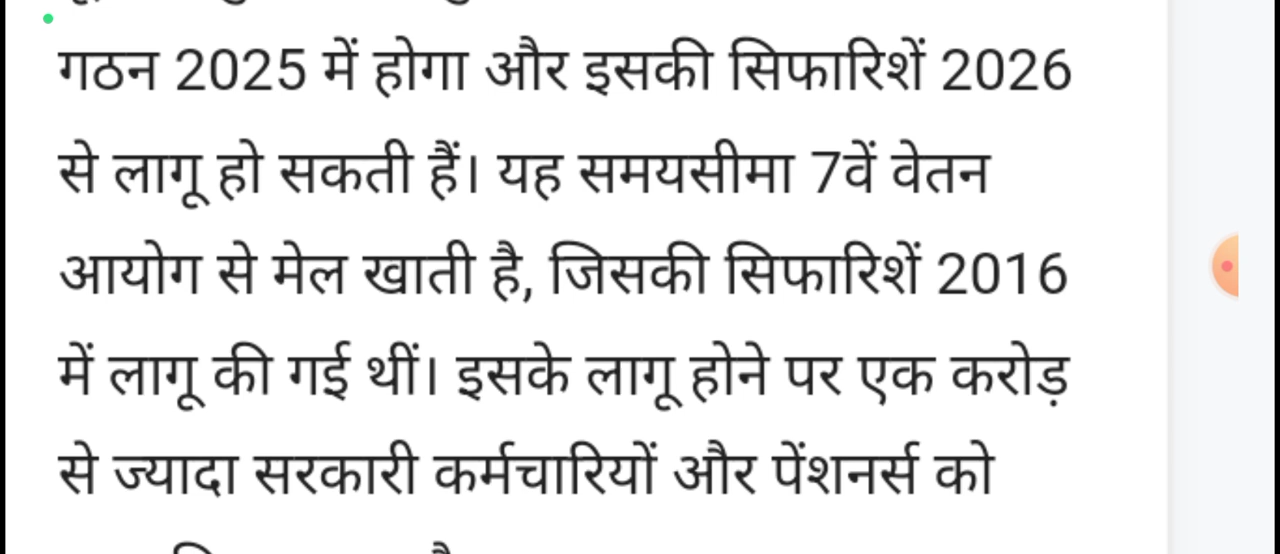 गठन 2025 में होगा और इसकी सिफारिशें 2026
से लागू हो सकती हैं। यह समयसीमा 7वें वेतन
आयोग से मेल खाती है, जिसकी सिफारिशें 2016
में लागू की गई थीं। इसके लागू होने पर एक करोड़
से ज्यादा सरकारी कर्मचारियों और पेंशनर्स को